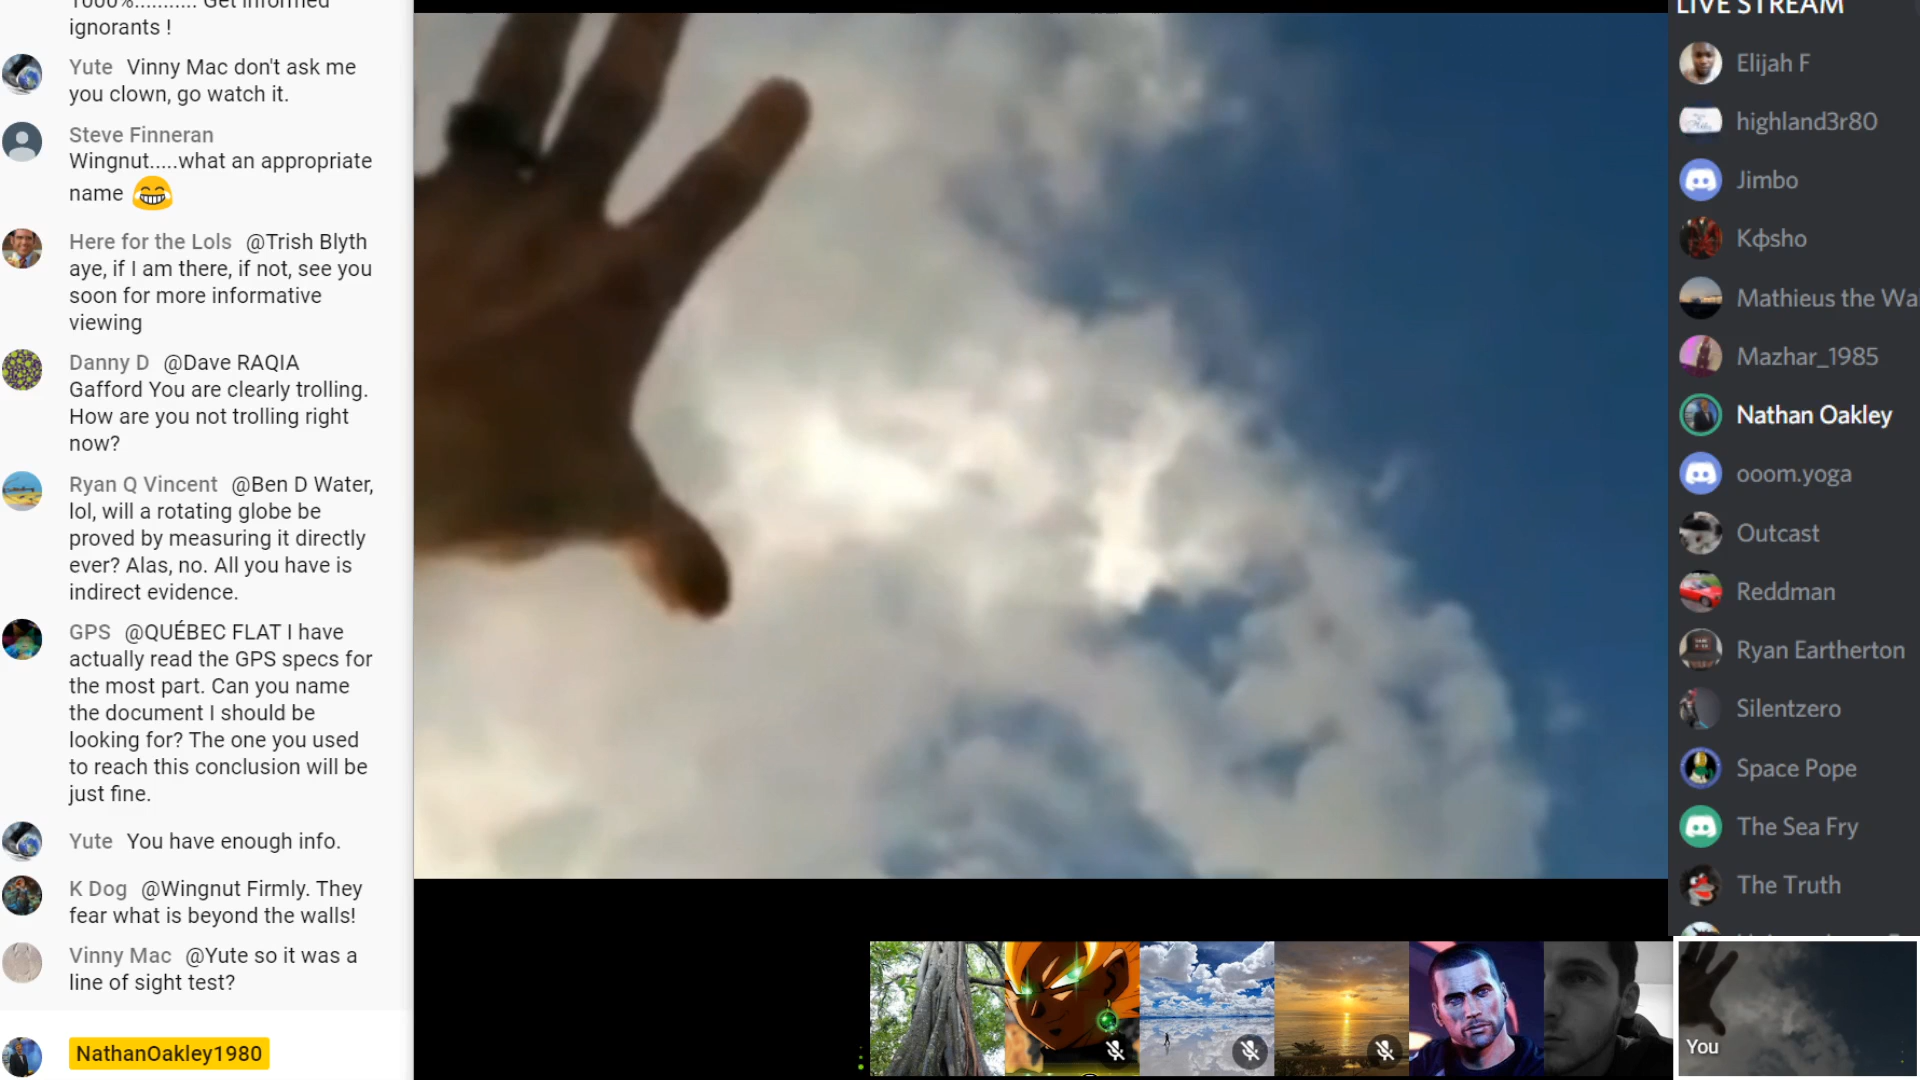 1000%.......... Get informed
ignorants !
Yute Vinny Mac don't ask me
you clown, go watch it.
Steve Finneran
Wingnut.....what an appropriate
name
Here for the Lols @Trish Blyth
aye, if I am there, if not, see you
soon for more informative
viewing
Danny D @Dave RAQIA
Gafford You are clearly trolling.
How are you not trolling right
now?
Ryan Q Vincent @Ben D Water,
lol, will a rotating globe be
proved by measuring it directly
ever? Alas, no. All you have is
indirect evidence.
GPS @QUÉBEC FLAT I have
actually read the GPS specs for
the most part. Can you name
the document I should be
looking for? The one you used
to reach this conclusion will be
just fine.
Yute You have enough info.
K Dog @Wingnut Firmly. They
fear what is beyond the walls!
Vinny Mac @Yute so it was a
line of sight test?
NathanOakley1980
LIVE STREAM
Elijah F
highland3r80
Jimbo
Kфsho
Mathieus the Wa
Mazhar_1985
Nathan Oakley
ooom.yoga
Outcast
Reddman
Ryan Eartherton
Silentzero
Space Pope
The Sea Fry
The Truth
You